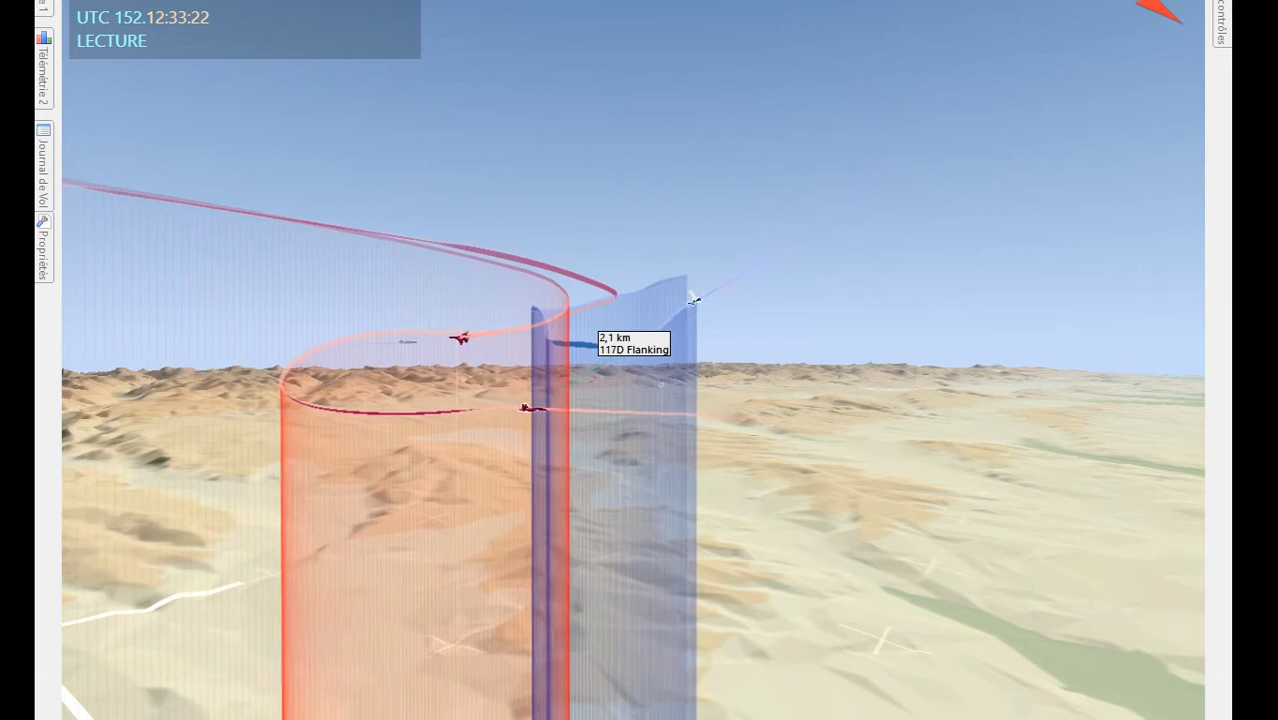 UTC 152.12:33:22
LECTURE
Télémétrie 2
Journal de Vol
Propriétés
contrôles
2,1 km
117D Flanking